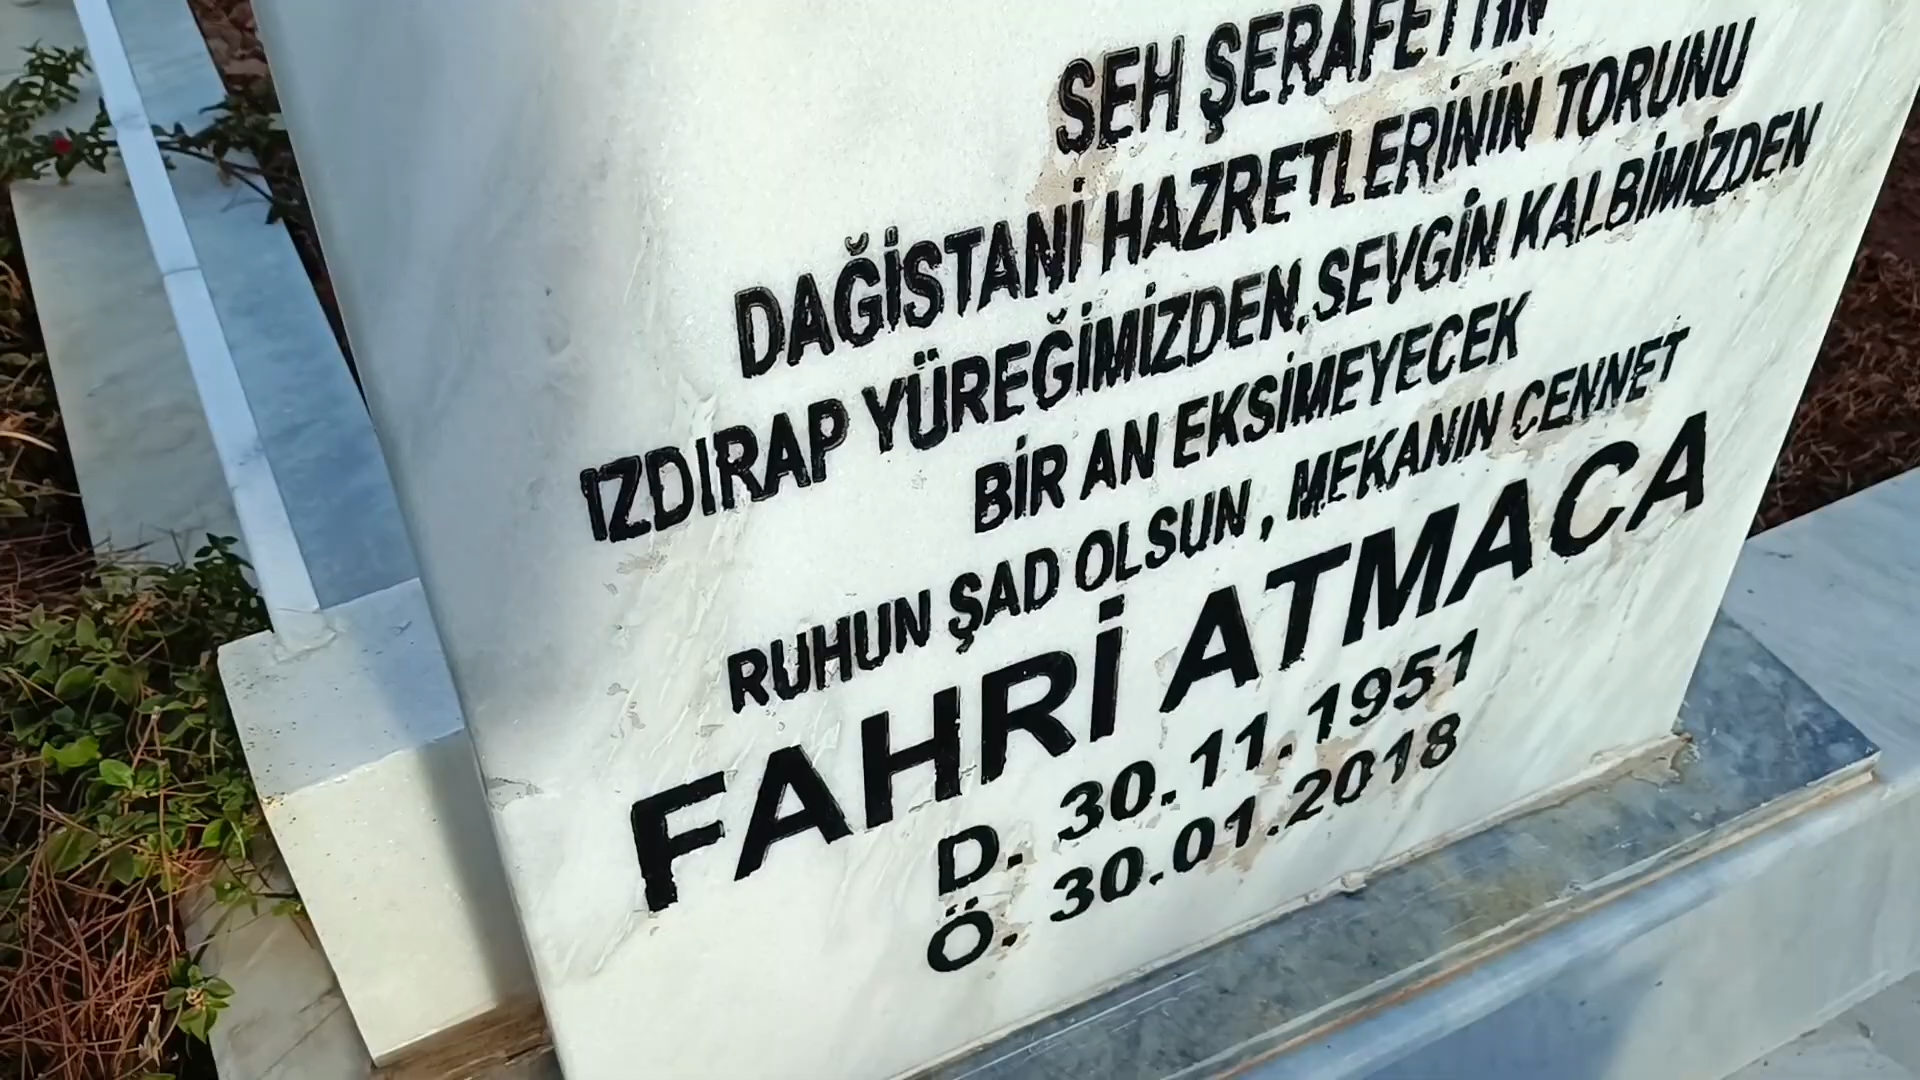 SEH ŞERAFETTİN
DAĞİSTANİ HAZRETLERİNİN TORUNU
IZDIRAP YÜREĞİMİZDEN,SEVGİN KALBİMİZDEN
BİR AN EKSİMEYECEK
RUHUN ŞAD OLSUN , MEKANIN CENNET
FAHRİ ATMACA
D. 30.11.1951
Ö. 30.01.2018